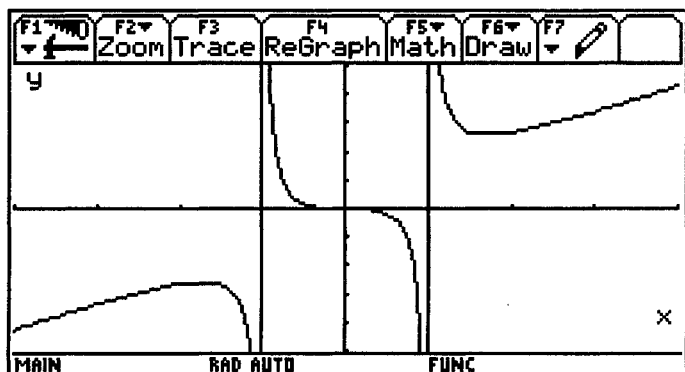 F1 F2 F3 F4 F5 F6 F7
Zoom Trace ReGraph Math Draw
y
x
MAIN RAD AUTO FUNC